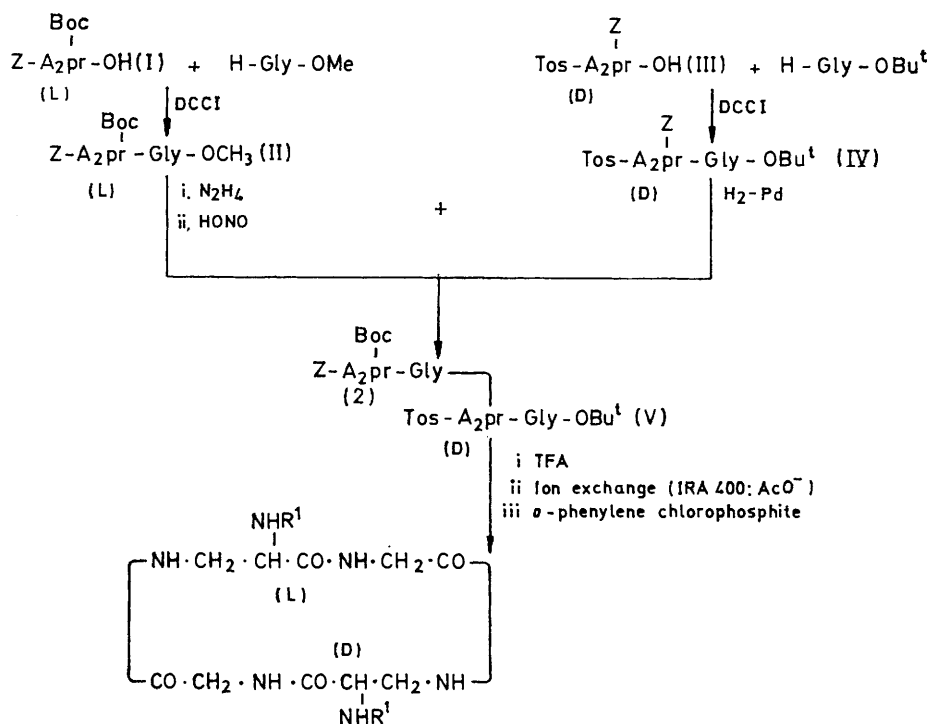 Boc
Z-A₂pr-OH(I) + H-Gly-OMe
(L)
DCCI
Boc
Z-A₂pr-Gly-OCH₃(II)
(L)
i, N₂H₄
ii, HONO
Z
Tos-A₂pr-OH(III) + H-Gly-OBuᵗ
(D)
DCCI
Z
Tos-A₂pr-Gly-OBuᵗ (IV)
(D)
H₂-Pd
+
Boc
Z-A₂pr-Gly
(2)
Tos-A₂pr-Gly-OBuᵗ (V)
(D)
i TFA
ii Ion exchange (IRA 400:AcO⁻)
iii o-phenylene chlorophosphite
NHR¹
NH·CH₂·CH·CO·NH·CH₂·CO
(L)
(D)
CO·CH₂·NH·CO·CH·CH₂·NH
NHR¹